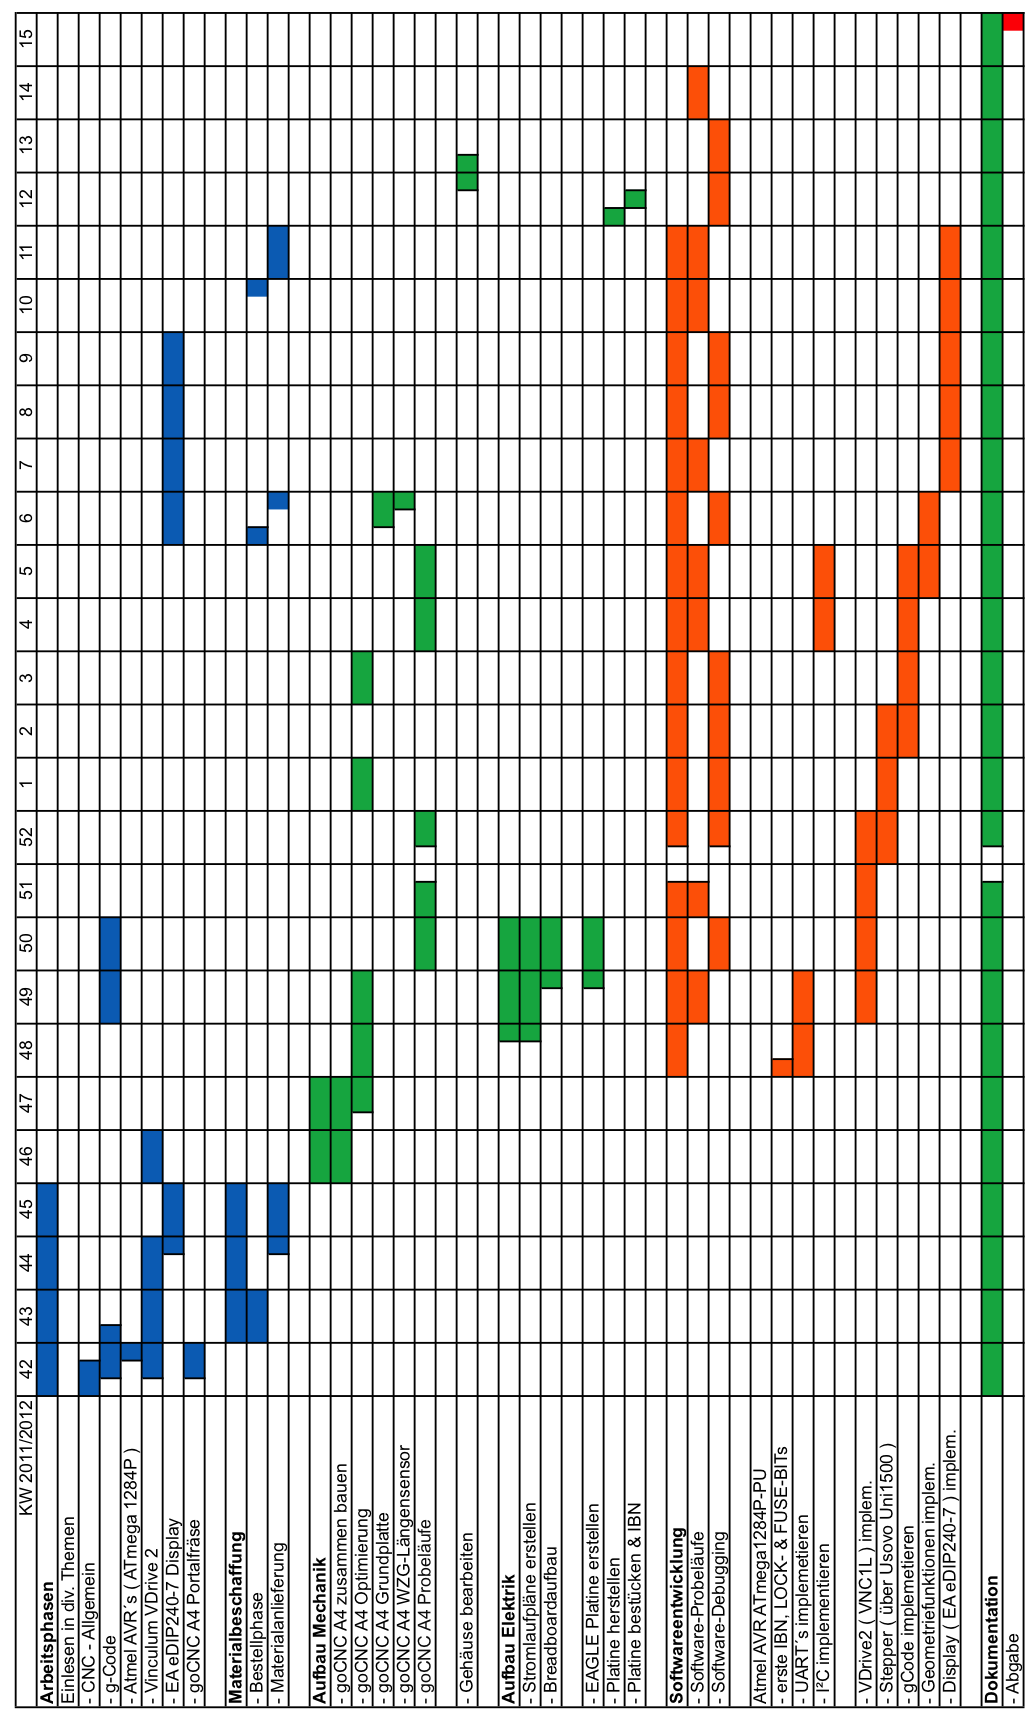 KW 2011/2012 42 43 44 45 46 47 48 49 50 51 52 1 2 3 4 5 6 7 8 9 10 11 12 13 14 15
Arbeitsphasen
Einlesen in div. Themen
- CNC - Allgemein
- g-Code
- Atmel AVR´s ( ATmega 1284P )
- Vinculum VDrive 2
- EA eDIP240-7 Display
- goCNC A4 Portalfräse
Materialbeschaffung
- Bestellphase
- Materialanlieferung
Aufbau Mechanik
- goCNC A4 zusammen bauen
- goCNC A4 Optimierung
- goCNC A4 Grundplatte
- goCNC A4 WZG-Längensensor
- goCNC A4 Probeläufe
- Gehäuse bearbeiten
Aufbau Elektrik
- Stromlaufpläne erstellen
- Breadboardaufbau
- EAGLE Platine erstellen
- Platine herstellen
- Platine bestücken & IBN
Softwareentwicklung
- Software-Probeläufe
- Software-Debugging
Atmel AVR ATmega1284P-PU
- erste IBN, LOCK- & FUSE-BITs
- UART´s implemetieren
- I²C implementieren
- VDrive2 ( VNC1L ) implem.
- Stepper ( über Usovo Uni1500 )
- gCode implemetieren
- Geometriefunktionen implem.
- Display ( EA eDIP240-7 ) implem.
Dokumentation
- Abgabe